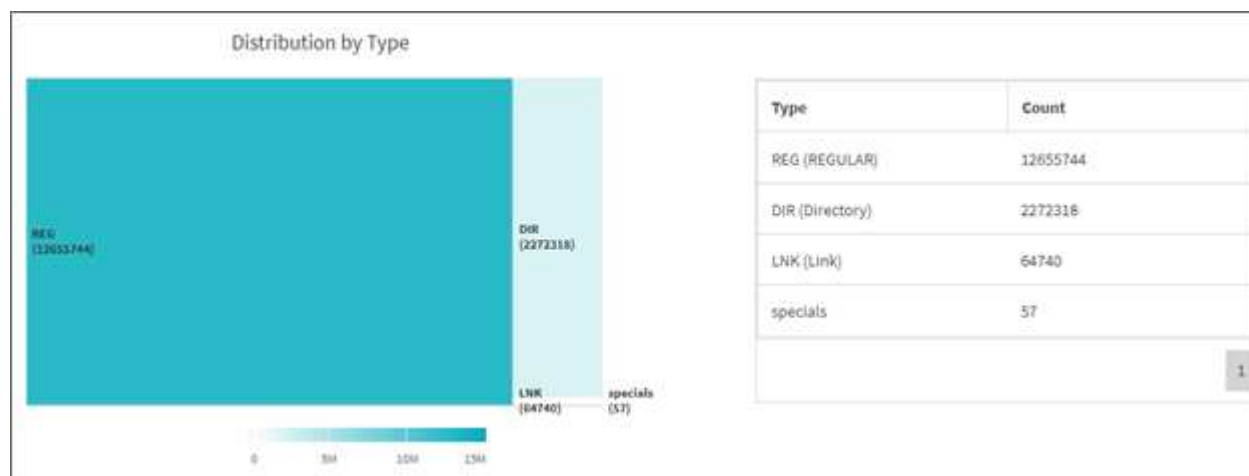 Distribution by Type
REG
(12655744)
DIR
(2272318)
LNK
(64740)
specials
(57)
0 5M 10M 15M
Type Count
REG (REGULAR) 12655744
DIR (Directory) 2272318
LNK (Link) 64740
specials 57
1